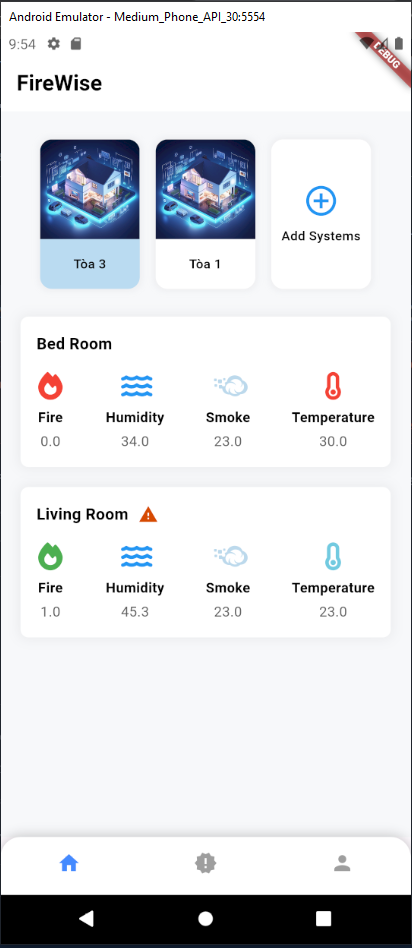 Android Emulator - Medium_Phone_API_30:5554
9:54
DEBUG
FireWise
Tòa 3
Tòa 1
Add Systems
Bed Room
Fire Humidity Smoke Temperature
0.0 34.0 23.0 30.0
Living Room
Fire Humidity Smoke Temperature
1.0 45.3 23.0 23.0